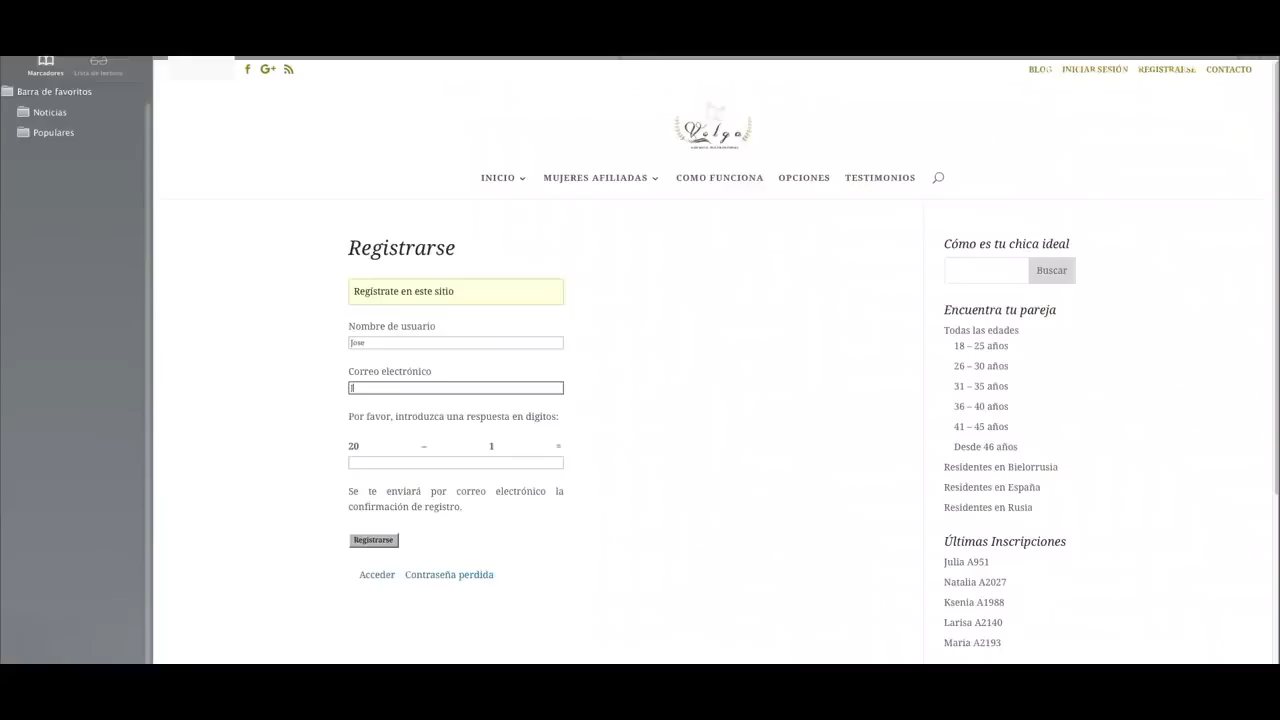 Marcadores
Lista de lectura
Barra de favoritos
Noticias
Populares
BLOG INICIAR SESIÓN REGISTRARSE CONTACTO
Volga
INICIO MUJERES AFILIADAS COMO FUNCIONA OPCIONES TESTIMONIOS
Registrarse
Regístrate en este sitio
Nombre de usuario
Jose
Correo electrónico
Por favor, introduzca una respuesta en digitos:
20 – 1 =
Se te enviará por correo electrónico la
confirmación de registro.
Registrarse
Acceder Contraseña perdida
Cómo es tu chica ideal
Buscar
Encuentra tu pareja
Todas las edades
18 – 25 años
26 – 30 años
31 – 35 años
36 – 40 años
41 – 45 años
Desde 46 años
Residentes en Bielorrusia
Residentes en España
Residentes en Rusia
Últimas Inscripciones
Julia A951
Natalia A2027
Ksenia A1988
Larisa A2140
Maria A2193